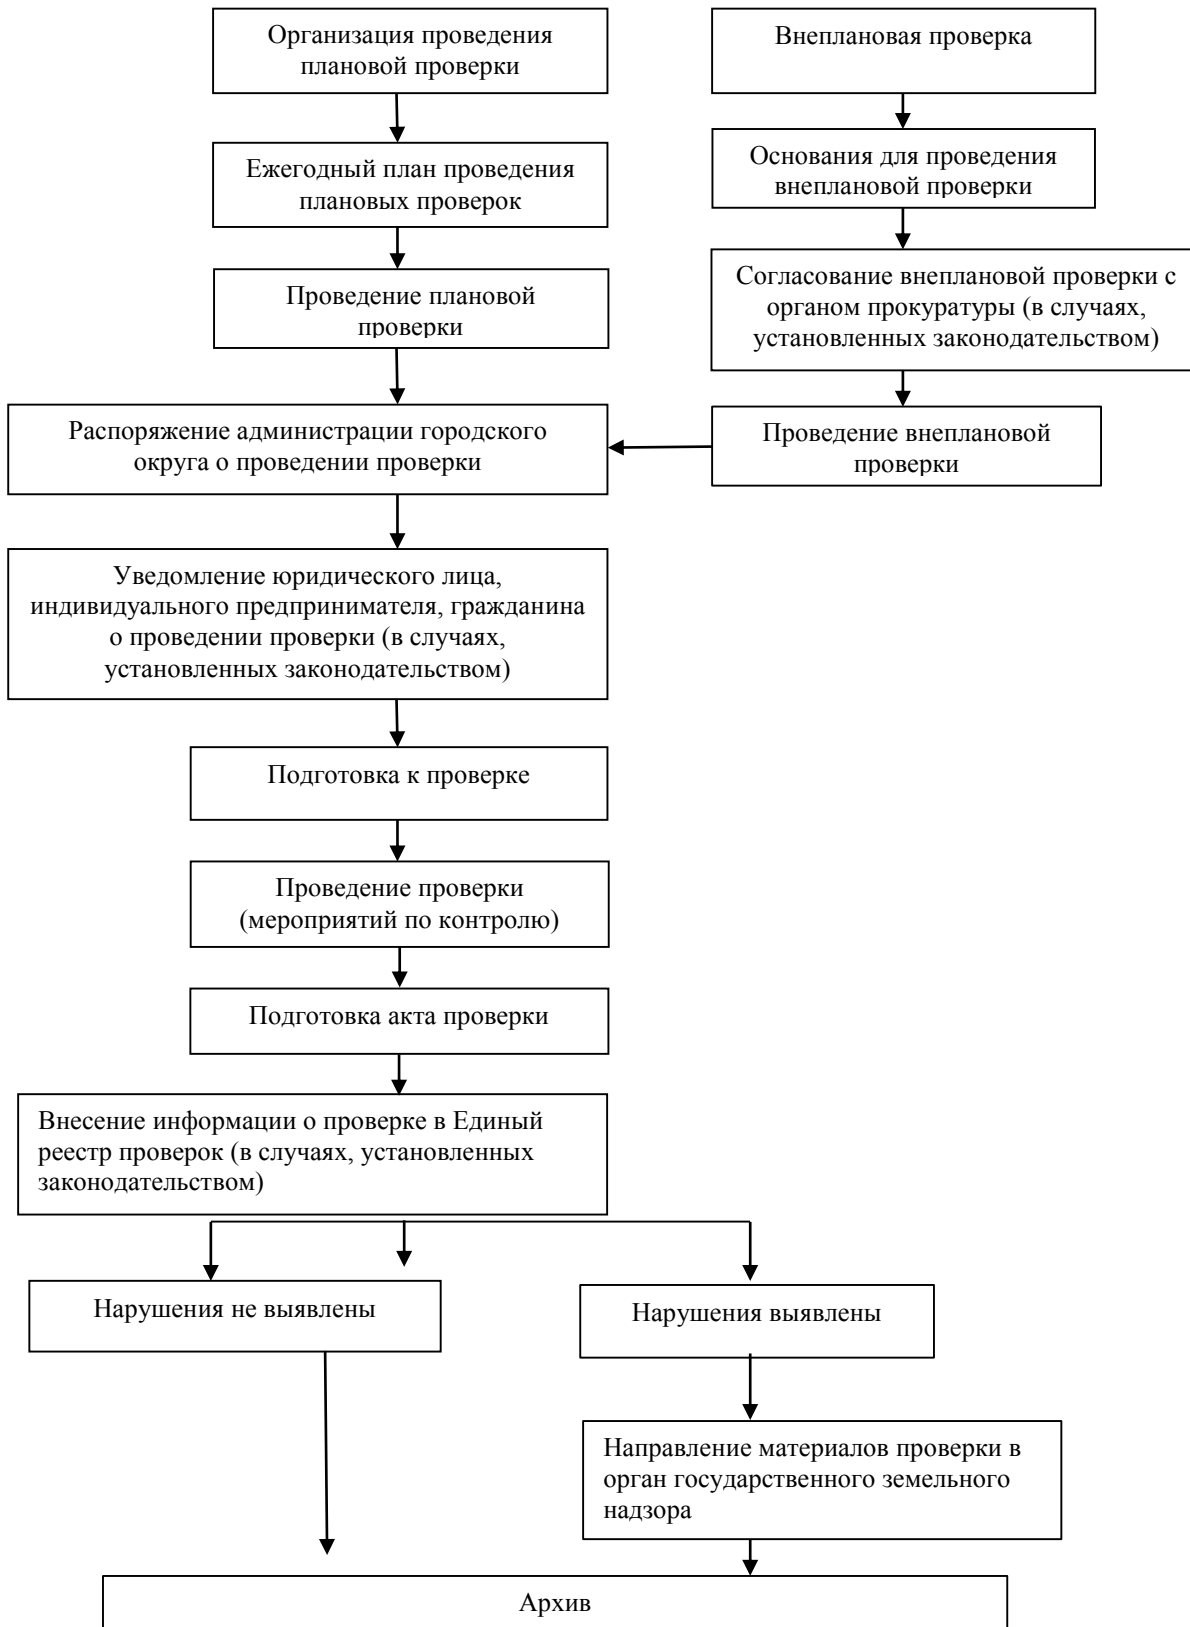 Организация проведения
плановой проверки
Внеплановая проверка
Ежегодный план проведения
плановых проверок
Основания для проведения
внеплановой проверки
Проведение плановой
проверки
Согласование внеплановой проверки с
органом прокуратуры (в случаях,
установленных законодательством)
Распоряжение администрации городского
округа о проведении проверки
Проведение внеплановой
проверки
Уведомление юридического лица,
индивидуального предпринимателя, гражданина
о проведении проверки (в случаях,
установленных законодательством)
Подготовка к проверке
Проведение проверки
(мероприятий по контролю)
Подготовка акта проверки
Внесение информации о проверке в Единый
реестр проверок (в случаях, установленных
законодательством)
Нарушения не выявлены
Нарушения выявлены
Направление материалов проверки в
орган государственного земельного
надзора
Архив